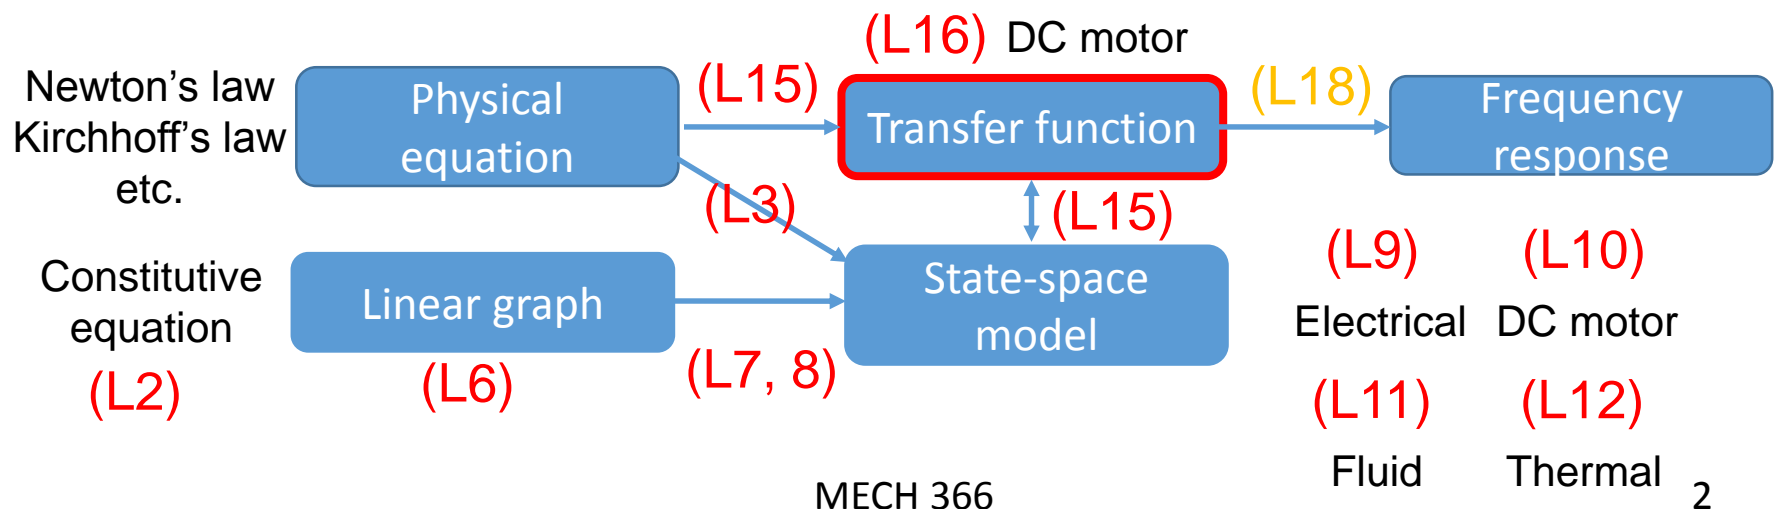 (L16) DC motor
Newton’s law
Kirchhoff’s law
etc.
Physical
equation
(L15)
Transfer function
(L18)
Frequency
response
(L3)
(L15)
Constitutive
equation
(L2)
Linear graph
(L6)
(L7, 8)
State-space
model
(L9)
Electrical
(L10)
DC motor
(L11)
Fluid
(L12)
Thermal
MECH 366
2